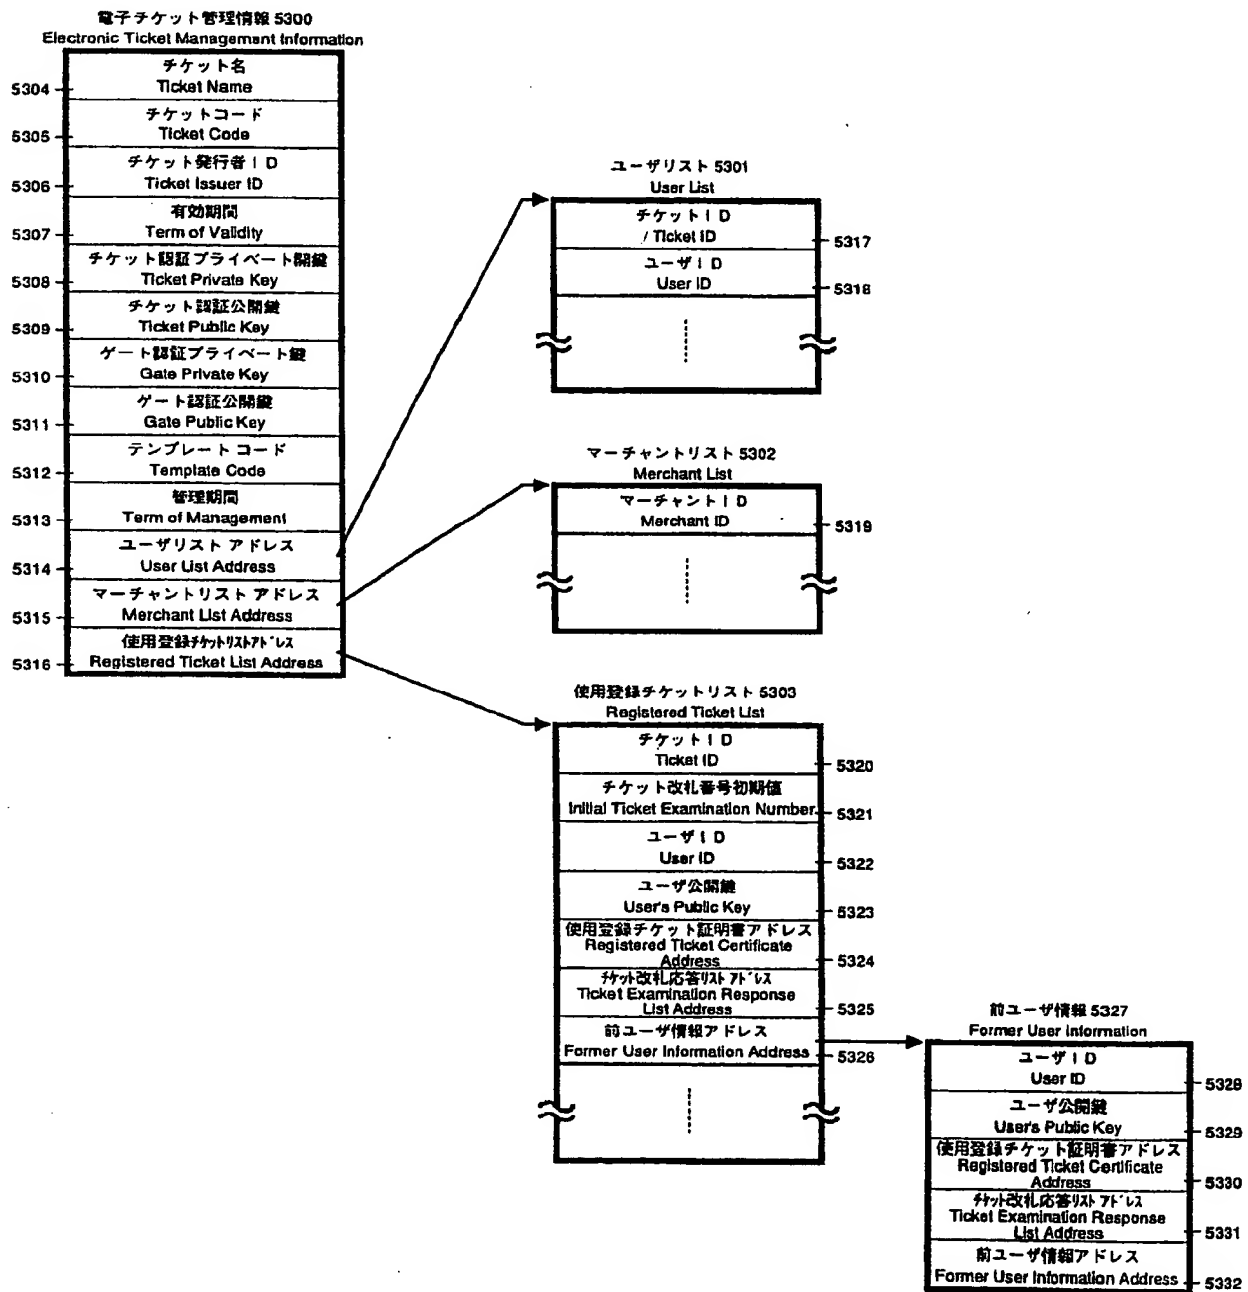 電子チケット管理情報 5300
Electronic Ticket Management Information
チケット名
Ticket Name
5304
チケットコード
Ticket Code
5305
チケット発行者ID
Ticket Issuer ID
5306
有効期間
Term of Validity
5307
チケット認証プライベート開鍵
Ticket Private Key
5308
チケット認証公開鍵
Ticket Public Key
5309
ゲート認証プライベート鍵
Gate Private Key
5310
ゲート認証公開鍵
Gate Public Key
5311
テンプレート コード
Template Code
5312
管理期間
Term of Management
5313
ユーザリスト アドレス
User List Address
5314
マーチャントリスト アドレス
Merchant List Address
5315
使用登録チケットリストアドレス
Registered Ticket List Address
5316
ユーザリスト 5301
User List
チケットID
/ Ticket ID
5317
ユーザID
User ID
5318
マーチャントリスト 5302
Merchant List
マーチャントID
Merchant ID
5319
使用登録チケットリスト 5303
Registered Ticket List
チケットID
Ticket ID
5320
チケット改札番号初期値
Initial Ticket Examination Number
5321
ユーザID
User ID
5322
ユーザ公開鍵
User's Public Key
5323
使用登録チケット証明書アドレス
Registered Ticket Certificate
Address
5324
チケット改札応答リスト アドレス
Ticket Examination Response
List Address
5325
前ユーザ情報アドレス
Former User Information Address
5326
前ユーザ情報 5327
Former User Information
ユーザID
User ID
5328
ユーザ公開鍵
User's Public Key
5329
使用登録チケット証明書アドレス
Registered Ticket Certificate
Address
5330
チケット改札応答リスト アドレス
Ticket Examination Response
List Address
5331
前ユーザ情報アドレス
Former User Information Address
5332